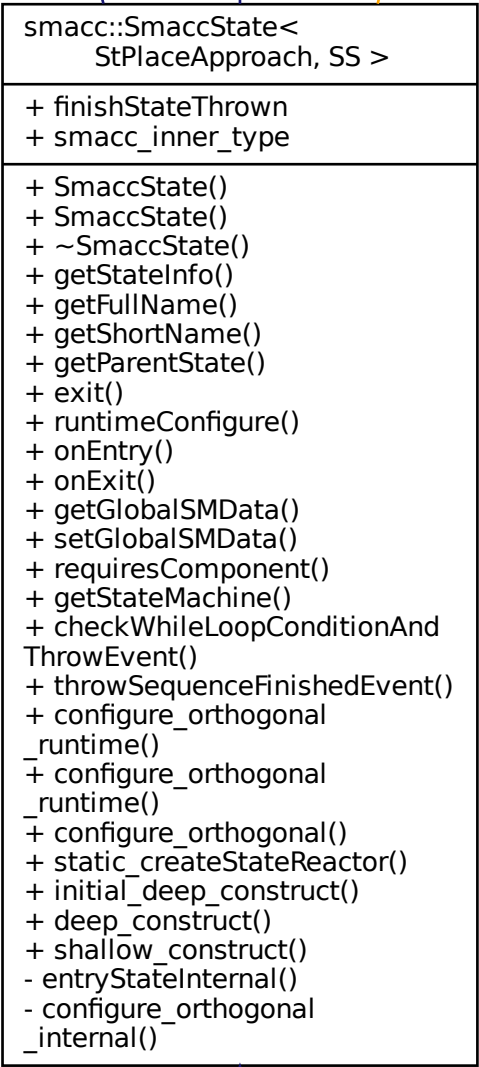 smacc::SmaccState<
StPlaceApproach, SS >
+ finishStateThrown
+ smacc_inner_type
+ SmaccState()
+ SmaccState()
+ ~SmaccState()
+ getStateInfo()
+ getFullName()
+ getShortName()
+ getParentState()
+ exit()
+ runtimeConfigure()
+ onEntry()
+ onExit()
+ getGlobalSMData()
+ setGlobalSMData()
+ requiresComponent()
+ getStateMachine()
+ checkWhileLoopConditionAnd
ThrowEvent()
+ throwSequenceFinishedEvent()
+ configure_orthogonal
_runtime()
+ configure_orthogonal
_runtime()
+ configure_orthogonal()
+ static_createStateReactor()
+ initial_deep_construct()
+ deep_construct()
+ shallow_construct()
- entryStateInternal()
- configure_orthogonal
_internal()